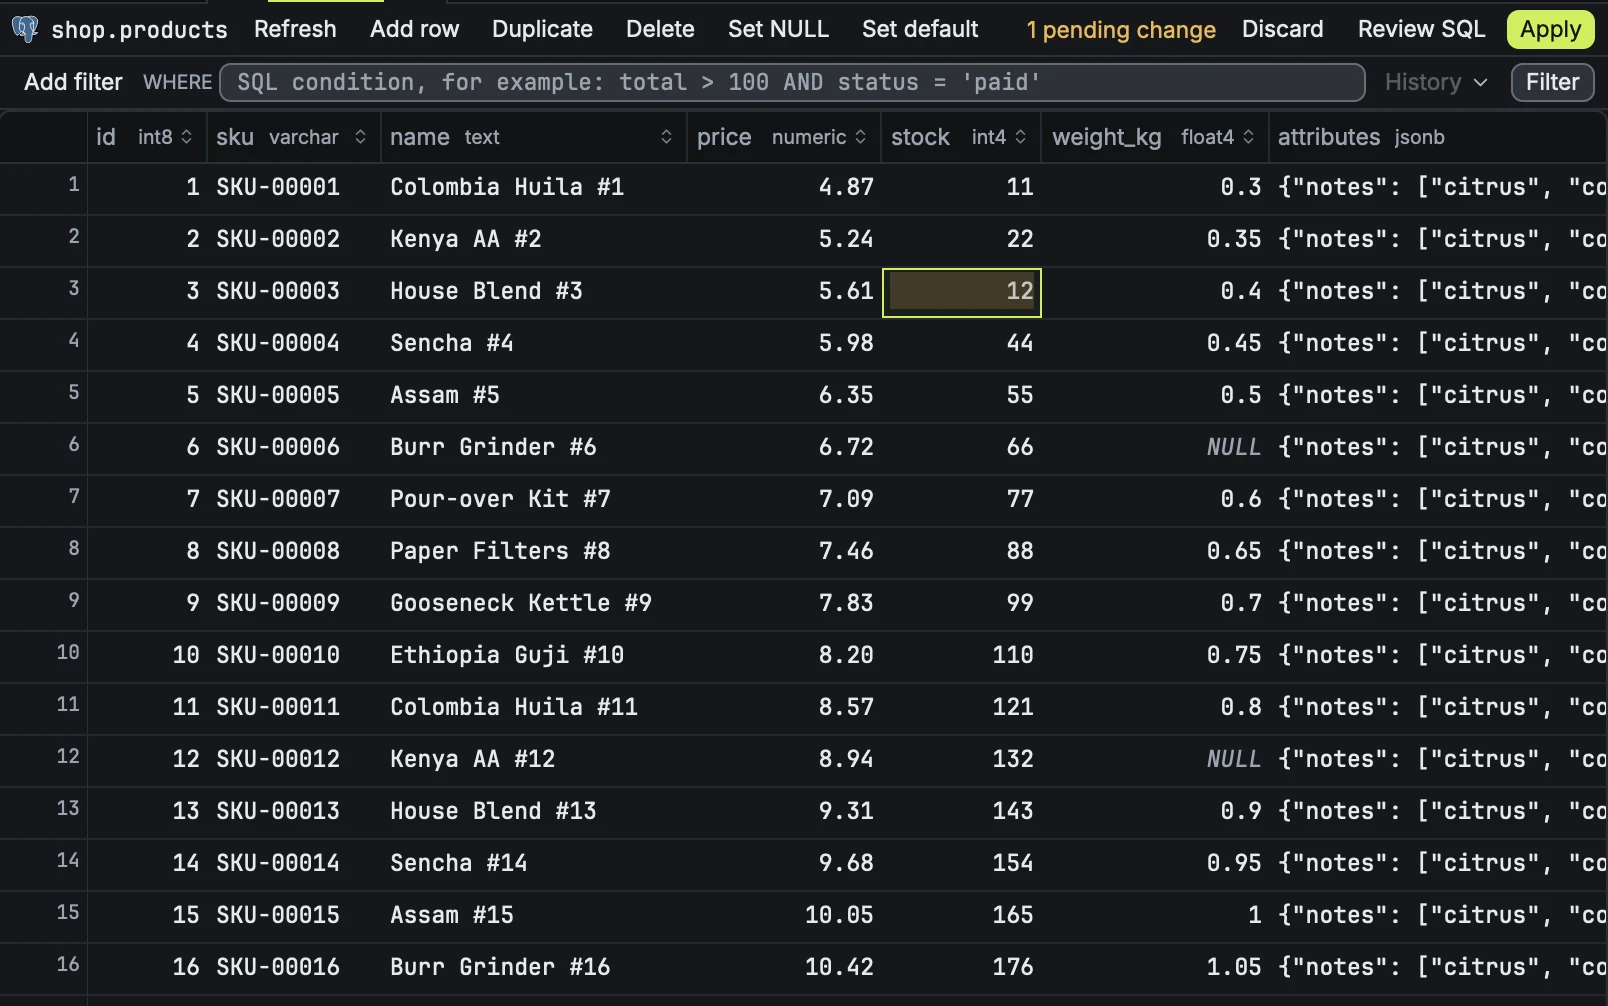 shop.products Refresh Add row Duplicate Delete Set NULL Set default 1 pending change Discard Review SQL Apply
Add filter WHERE SQL condition, for example: total > 100 AND status = 'paid' History Filter
id int8 sku varchar name text price numeric stock int4 weight_kg float4 attributes jsonb
1 1 SKU-00001 Colombia Huila #1 4.87 11 0.3 {"notes": ["citrus", "co
2 2 SKU-00002 Kenya AA #2 5.24 22 0.35 {"notes": ["citrus", "co
3 3 SKU-00003 House Blend #3 5.61 12 0.4 {"notes": ["citrus", "co
4 4 SKU-00004 Sencha #4 5.98 44 0.45 {"notes": ["citrus", "co
5 5 SKU-00005 Assam #5 6.35 55 0.5 {"notes": ["citrus", "co
6 6 SKU-00006 Burr Grinder #6 6.72 66 NULL {"notes": ["citrus", "co
7 7 SKU-00007 Pour-over Kit #7 7.09 77 0.6 {"notes": ["citrus", "co
8 8 SKU-00008 Paper Filters #8 7.46 88 0.65 {"notes": ["citrus", "co
9 9 SKU-00009 Gooseneck Kettle #9 7.83 99 0.7 {"notes": ["citrus", "co
10 10 SKU-00010 Ethiopia Guji #10 8.20 110 0.75 {"notes": ["citrus", "co
11 11 SKU-00011 Colombia Huila #11 8.57 121 0.8 {"notes": ["citrus", "co
12 12 SKU-00012 Kenya AA #12 8.94 132 NULL {"notes": ["citrus", "co
13 13 SKU-00013 House Blend #13 9.31 143 0.9 {"notes": ["citrus", "co
14 14 SKU-00014 Sencha #14 9.68 154 0.95 {"notes": ["citrus", "co
15 15 SKU-00015 Assam #15 10.05 165 1 {"notes": ["citrus", "co
16 16 SKU-00016 Burr Grinder #16 10.42 176 1.05 {"notes": ["citrus", "co